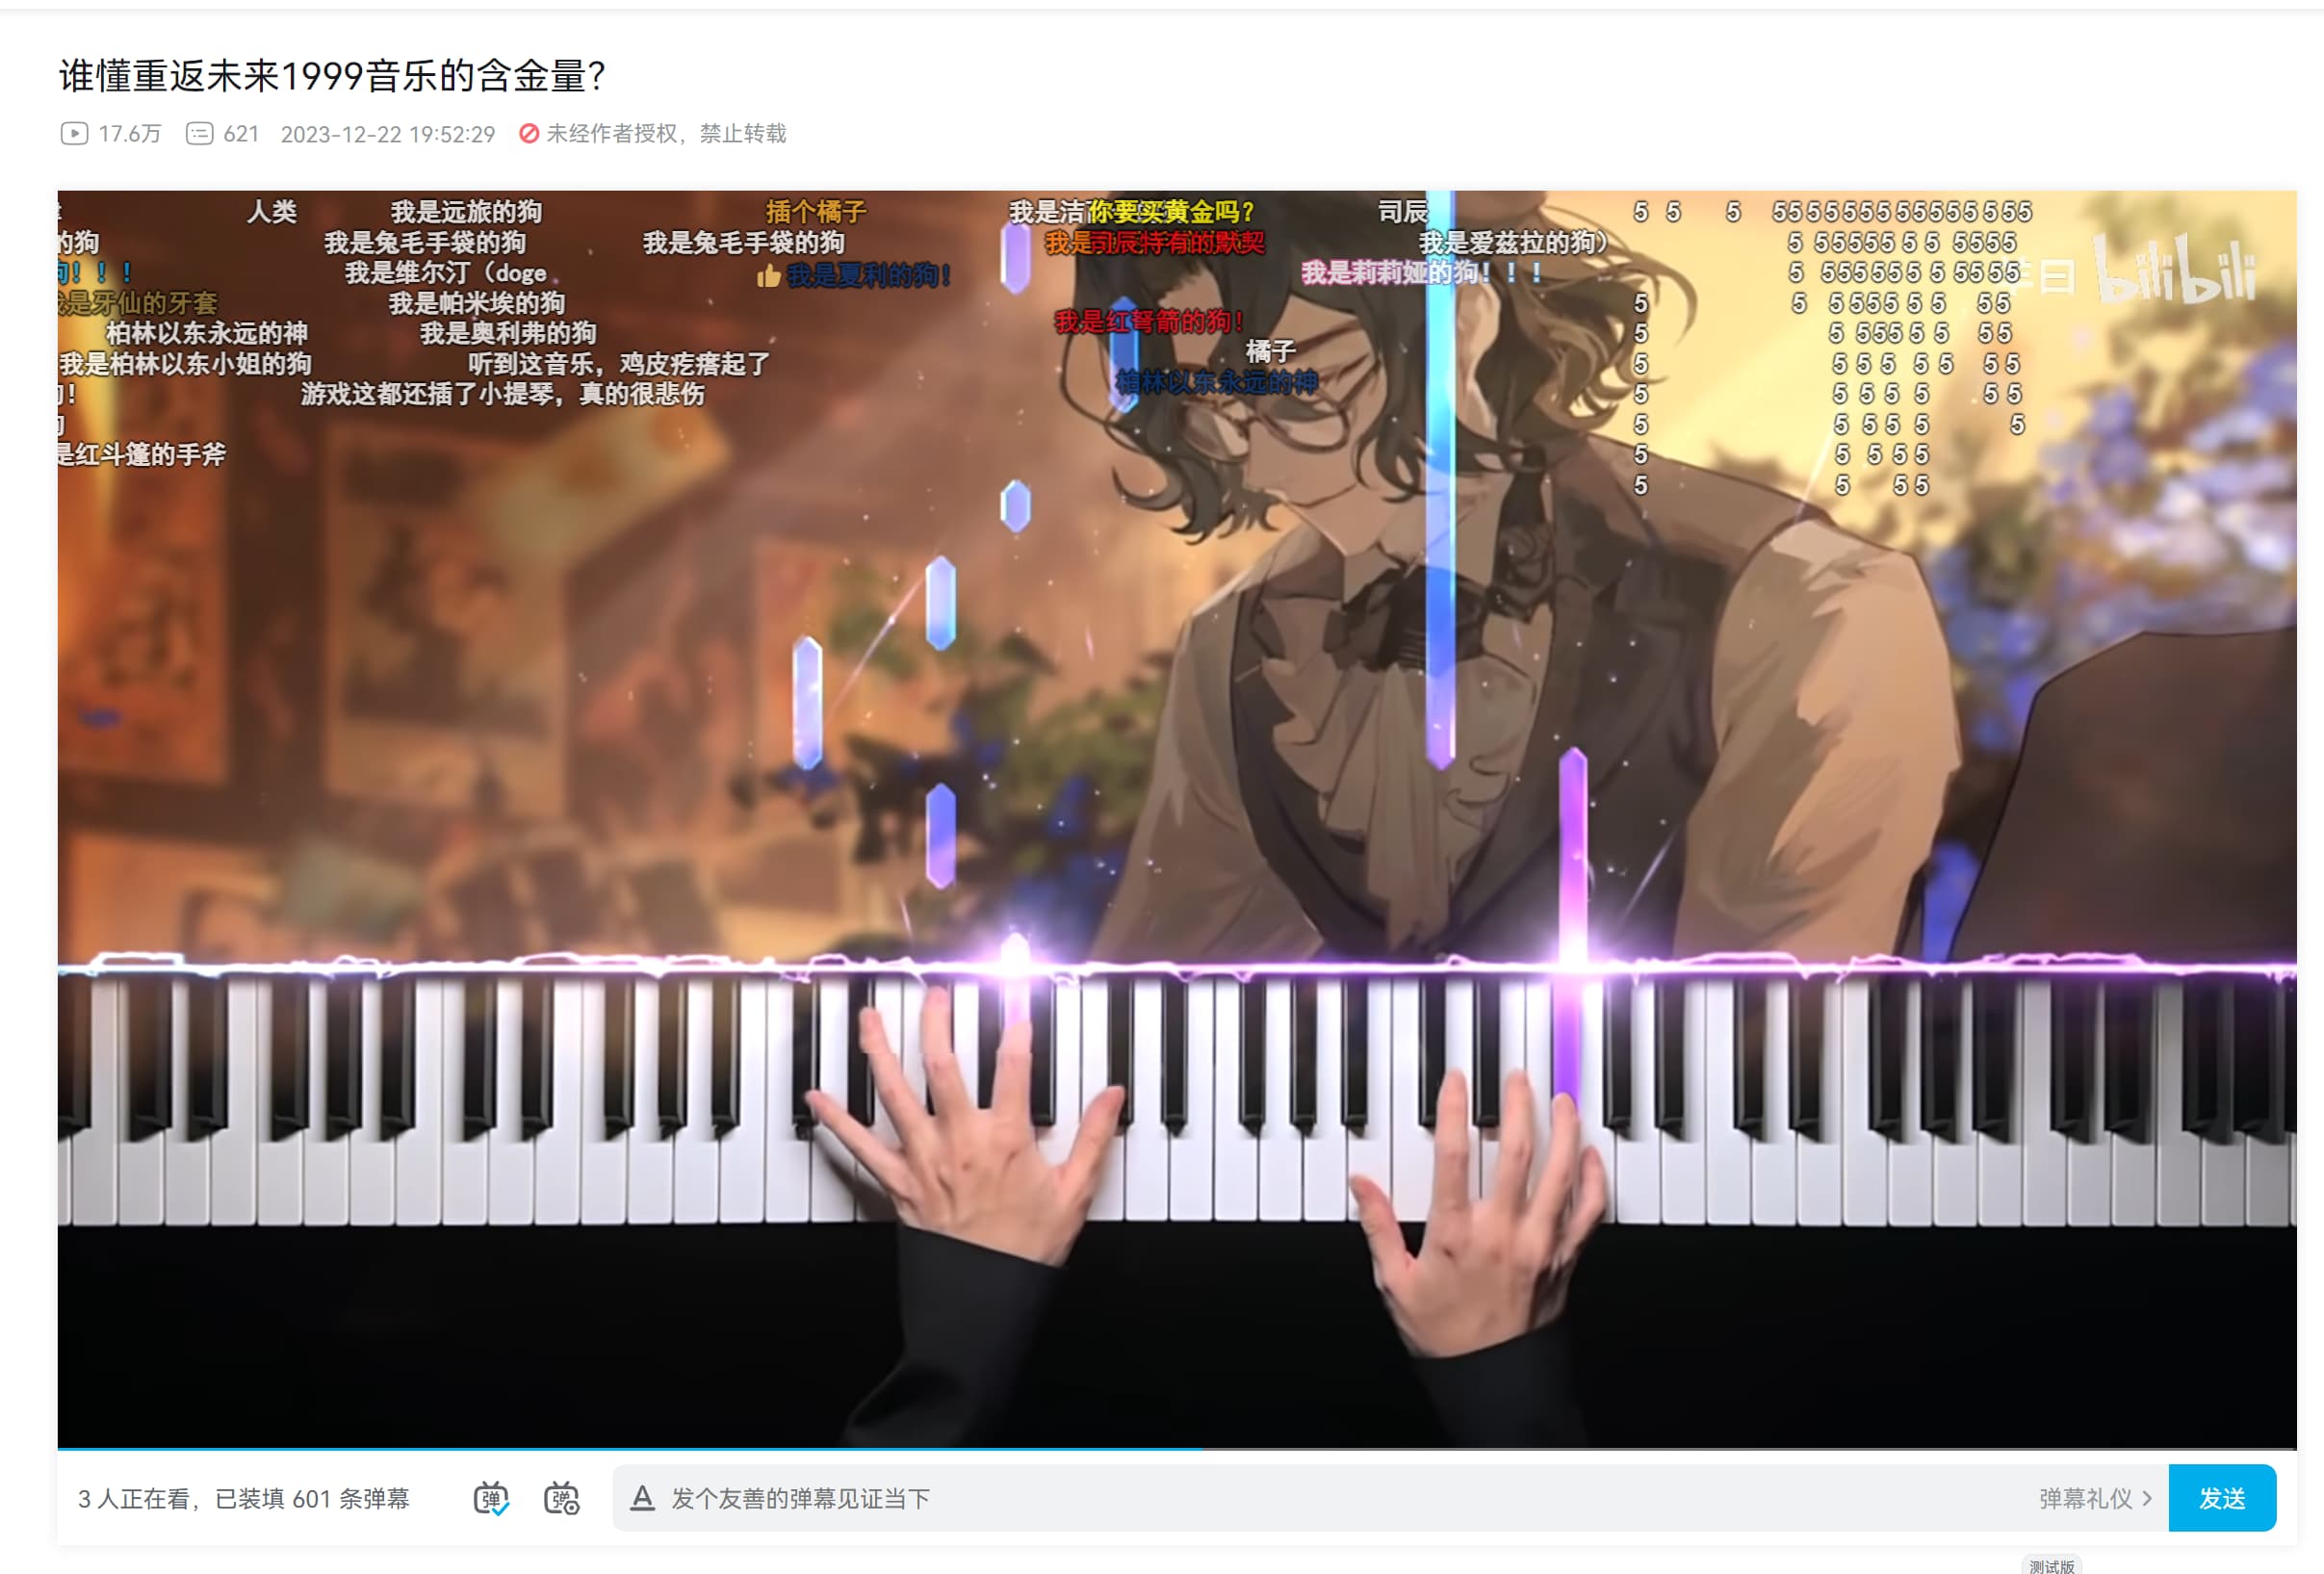 谁懂重返未来1999音乐的含金量？
17.6万 621 2023-12-22 19:52:29 未经作者授权，禁止转载
人类 我是远旅的狗 插个橘子 我是洁 你要买黄金吗？ 司辰 5 5 5 555555555555555
的狗 我是兔毛手袋的狗 我是兔毛手袋的狗 我是 司辰特有的默契 我是爱兹拉的狗） 5 55555 5 5 5555
狗！！！ 我是维尔汀（doge 我是夏利的狗！ 我是莉莉娅的狗！！！ 5 555555 5 5555
羊曰 bilibili
我是牙仙的牙套 我是帕米埃的狗 5 5 55555 5 55
柏林以东永远的神 我是奥利弗的狗 我是红弩箭的狗！ 5 5 5555 5 55
我是柏林以东小姐的狗 听到这音乐，鸡皮疙瘩起了 橘子 5 555 55 55
！ 游戏这都还插了小提琴，真的很悲伤 柏林以东永远的神 5 555 5 55
5 555 5 5
是红斗篷的手斧 5 5 555
5 5 55
3 人正在看，已装填 601 条弹幕 弹 弹 A 发个友善的弹幕见证当下 弹幕礼仪 发送
测试版